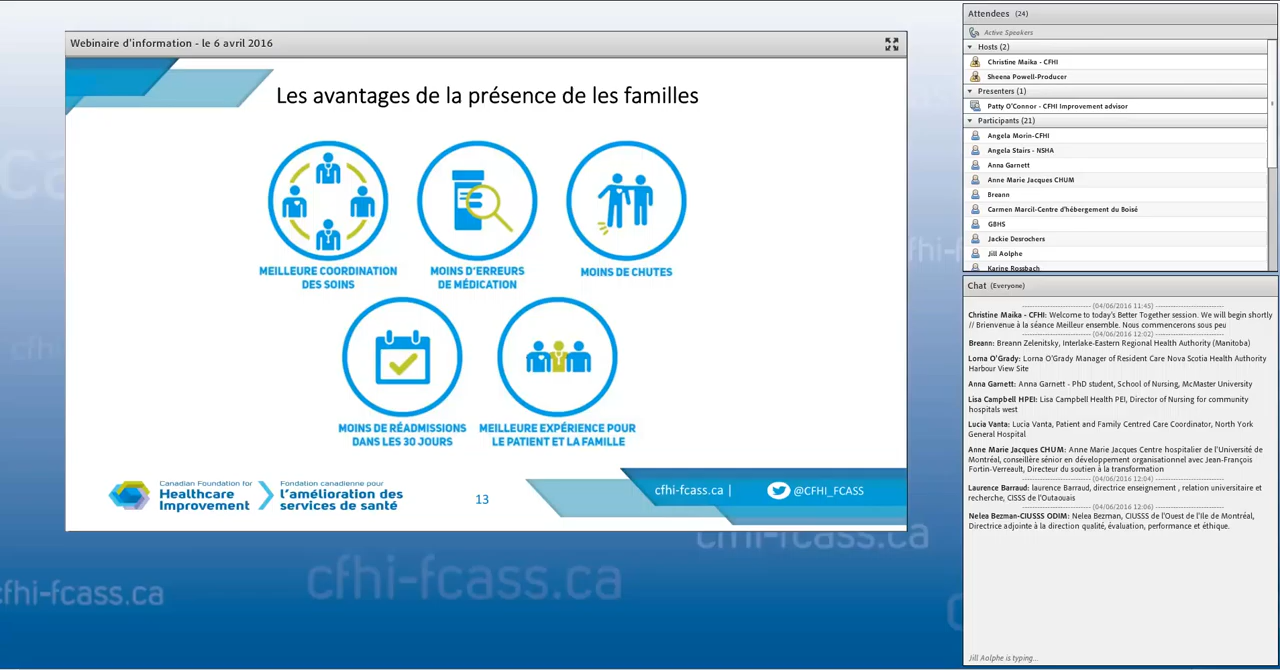 Webinaire d'information - le 6 avril 2016
Les avantages de la présence de les familles
MEILLEURE COORDINATION
DES SOINS
MOINS D'ERREURS
DE MÉDICATION
MOINS DE CHUTES
MOINS DE RÉADMISSIONS
DANS LES 30 JOURS
MEILLEURE EXPÉRIENCE POUR
LE PATIENT ET LA FAMILLE
Canadian Foundation for
Healthcare
Improvement
Fondation canadienne pour
l'amélioration des
services de santé
13
cfhi-fcass.ca |
@CFHI_FCASS
cfhi-fcass.ca
cfhi-fcass.ca
cfhi-fcass.ca
Attendees (24)
Active Speakers
Hosts (2)
Christine Maika - CFHI
Sheena Powell-Producer
Presenters (1)
Patty O'Connor - CFHI Improvement advisor
Participants (21)
Angela Morin-CFHI
Angela Stairs - NSHA
Anna Garnett
Anne Marie Jacques CHUM
Breann
Carmen Marcil-Centre d'hébergement du Boisé
GBHS
Jackie Desrochers
Jill Aolphe
Karine Rossbach
Chat (Everyone)
(04/06/2016 11:45)
Christine Maika - CFHI: Welcome to today's Better Together session. We will begin shortly
// Brienvenue à la séance Meilleur ensemble. Nous commencerons sous peu
(04/06/2016 12:02)
Breann: Breann Zelenitsky, Interlake-Eastern Regional Health Authority (Manitoba)
Lorna O'Grady: Lorna O'Grady Manager of Resident Care Nova Scotia Health Authority
Harbour View Site
Anna Garnett: Anna Garnett - PhD student, School of Nursing, McMaster University
Lisa Campbell HPEI: Lisa Campbell Health PEI, Director of Nursing for community
hospitals west
Lucia Vanta: Lucia Vanta, Patient and Family Centred Care Coordinator, North York
General Hospital
Anne Marie Jacques CHUM: Anne Marie Jacques Centre hospitalier de l'Université de
Montréal, conseillère sénior en développement organisationnel avec Jean-François
Fortin-Verreault, Directeur du soutien à la transformation
(04/06/2016 12:04)
Laurence Barraud: laurence Barraud, directrice enseignement , relation universitaire et
recherche, CISSS de l'Outaouais
(04/06/2016 12:06)
Nelea Bezman-CIUSSS ODIM: Nelea Bezman, CIUSSS de l'Ouest de l'Ile de Montréal,
Directrice adjointe à la direction qualité, évaluation, performance et éthique.
Jill Aolphe is typing...